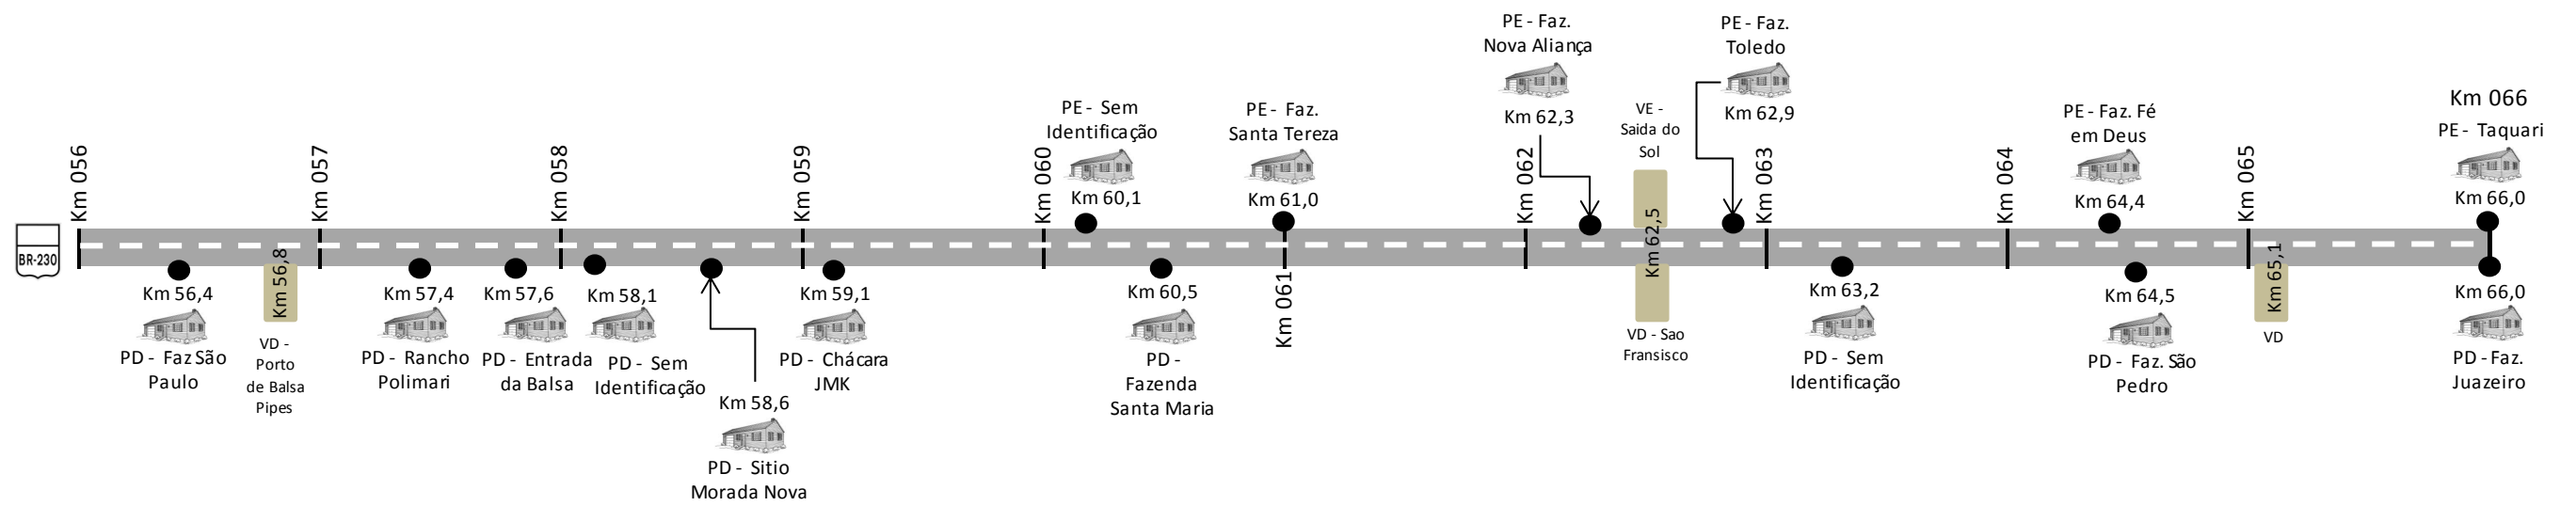 BR-230
Km 056
Km 56,4
PD - Faz São
Paulo
Km 56,8
VD -
Porto
de Balsa
Pipes
Km 057
Km 57,4
PD - Rancho
Polimari
Km 57,6
PD - Entrada
da Balsa
Km 058
Km 58,1
PD - Sem
Identificação
Km 58,6
PD - Sitio
Morada Nova
Km 059
Km 59,1
PD - Chácara
JMK
Km 060
PE - Sem
Identificação
Km 60,1
Km 60,5
PD -
Fazenda
Santa Maria
PE - Faz.
Santa Tereza
Km 61,0
Km 061
Km 062
PE - Faz.
Nova Aliança
Km 62,3
VE -
Saida do
Sol
Km 62,5
VD - Sao
Fransisco
PE - Faz.
Toledo
Km 62,9
Km 063
Km 63,2
PD - Sem
Identificação
Km 064
PE - Faz. Fé
em Deus
Km 64,4
Km 64,5
PD - Faz. São
Pedro
Km 065
Km 65,1
VD
Km 066
PE - Taquari
Km 66,0
Km 66,0
PD - Faz.
Juazeiro